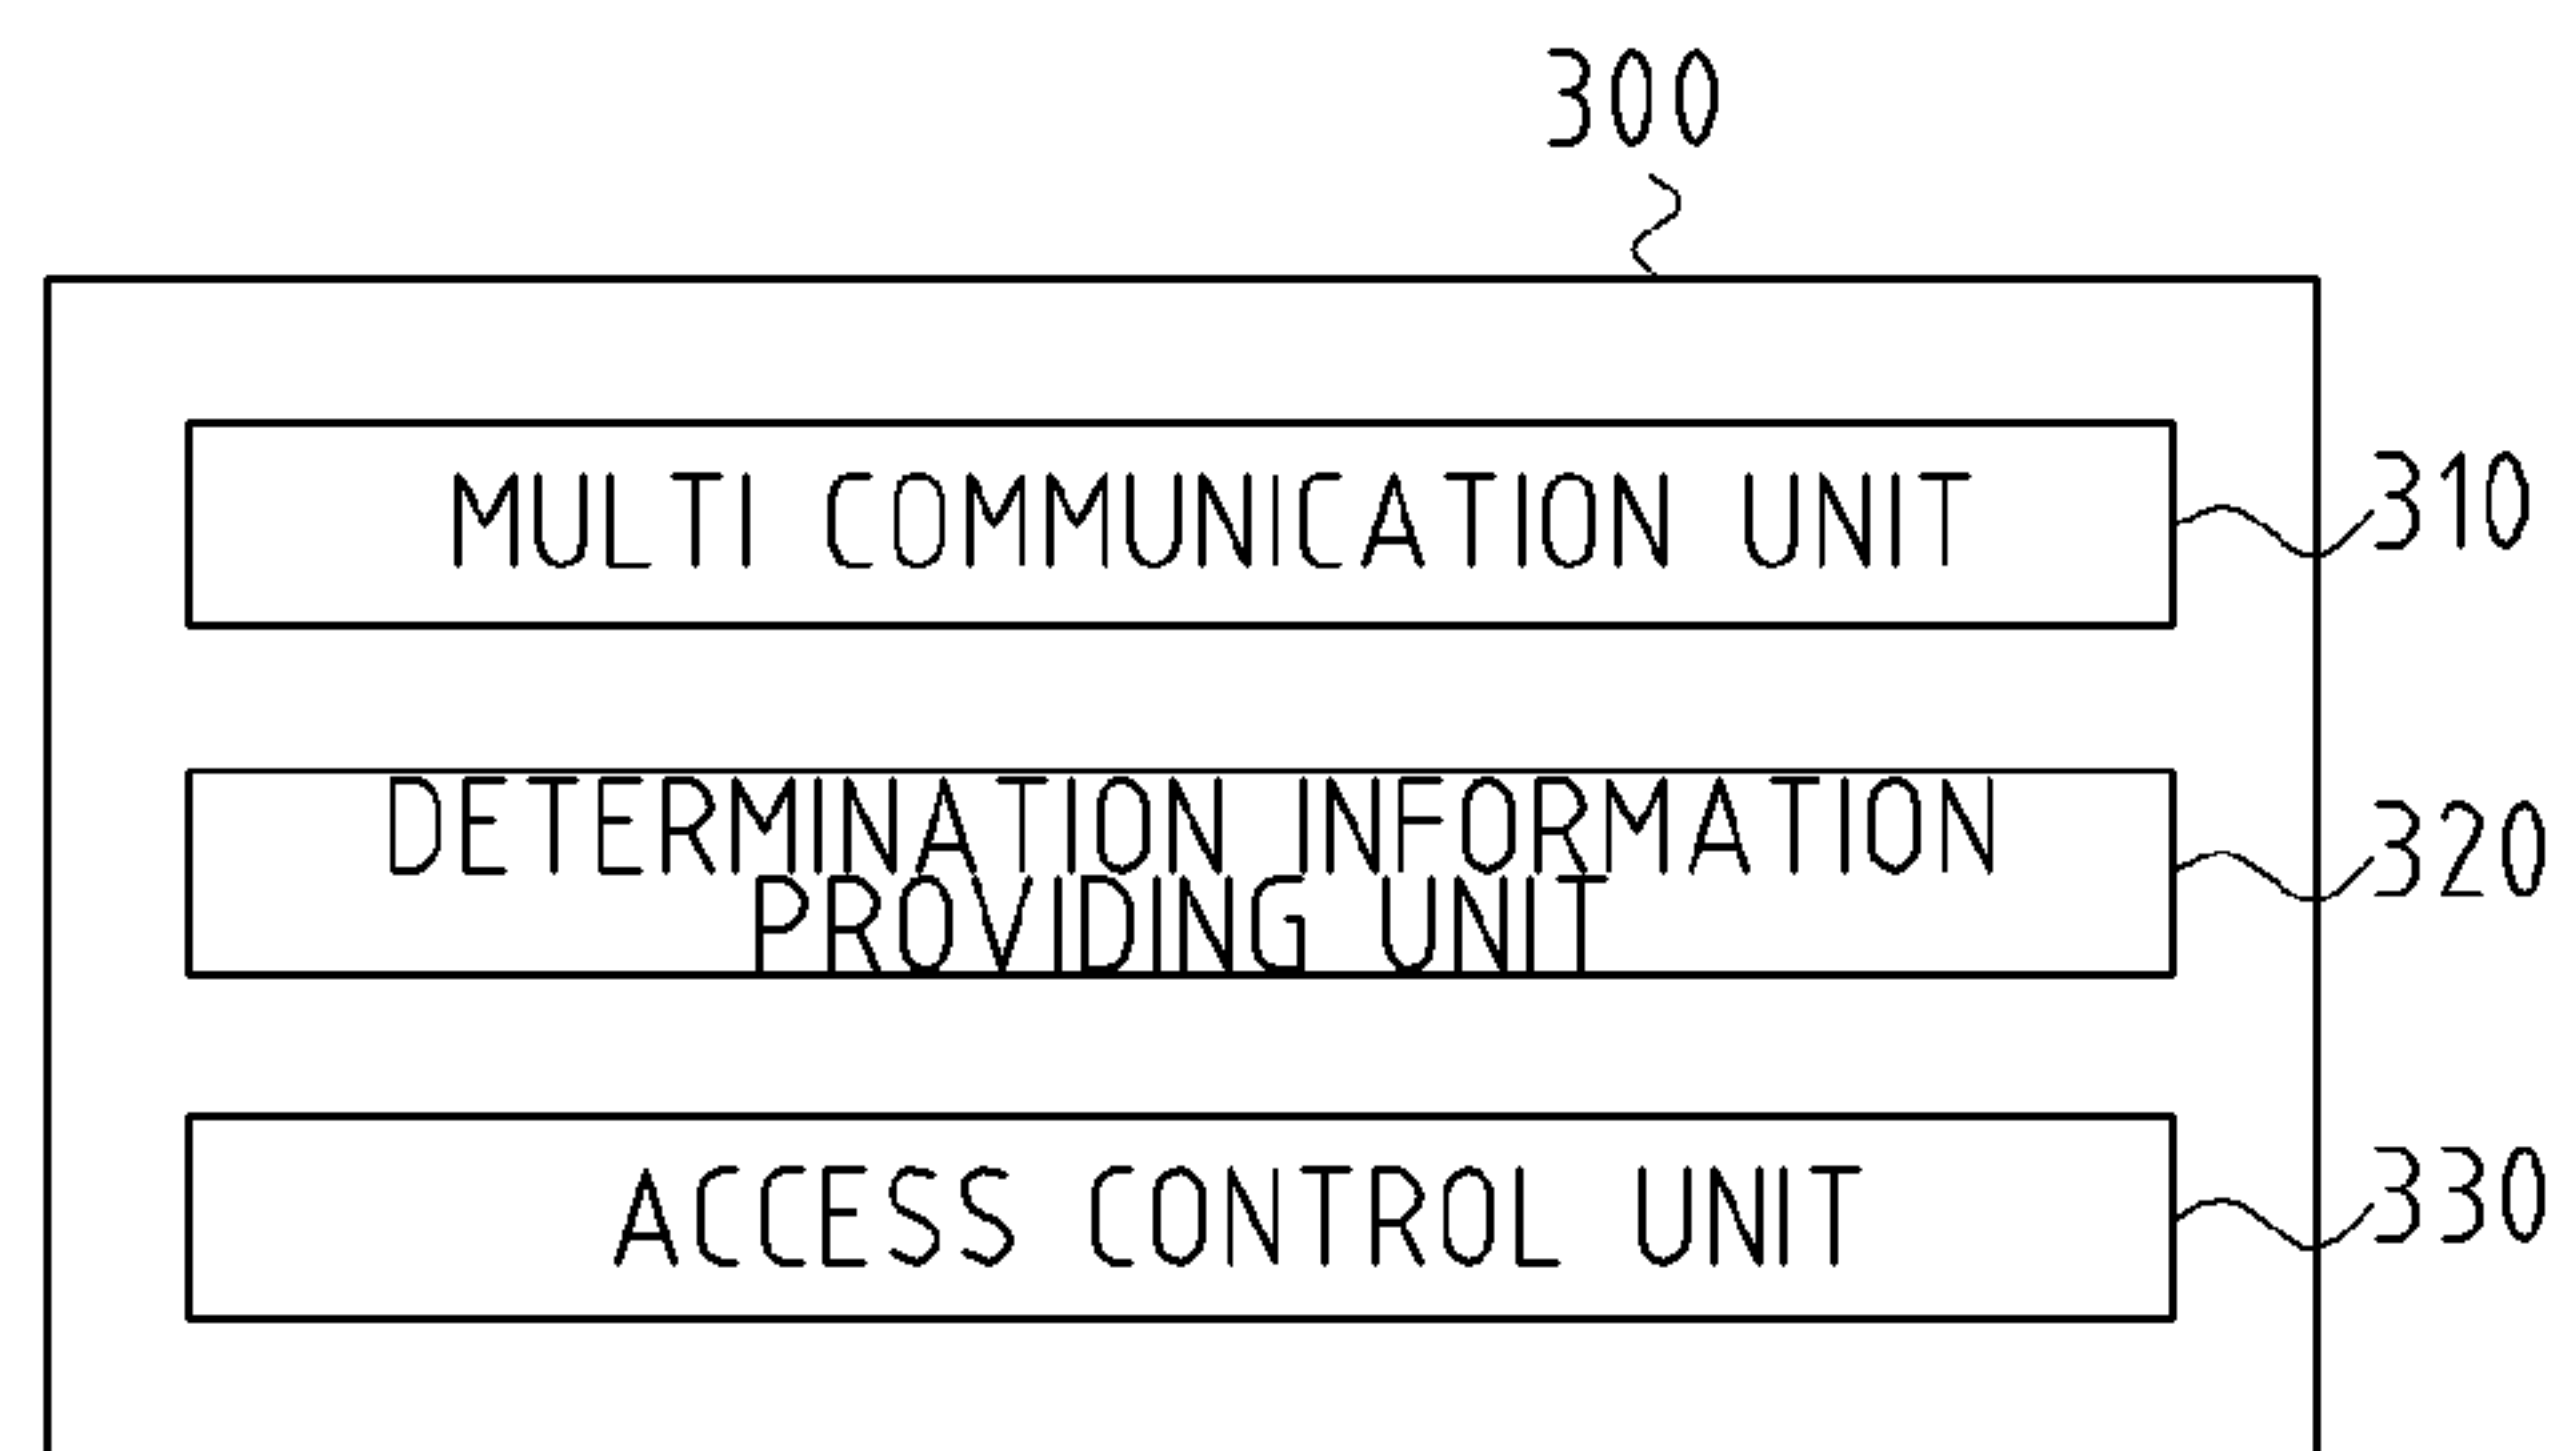 300
MULTI COMMUNICATION UNIT
310
DETERMINATION INFORMATION
PROVIDING UNIT
320
ACCESS CONTROL UNIT
330